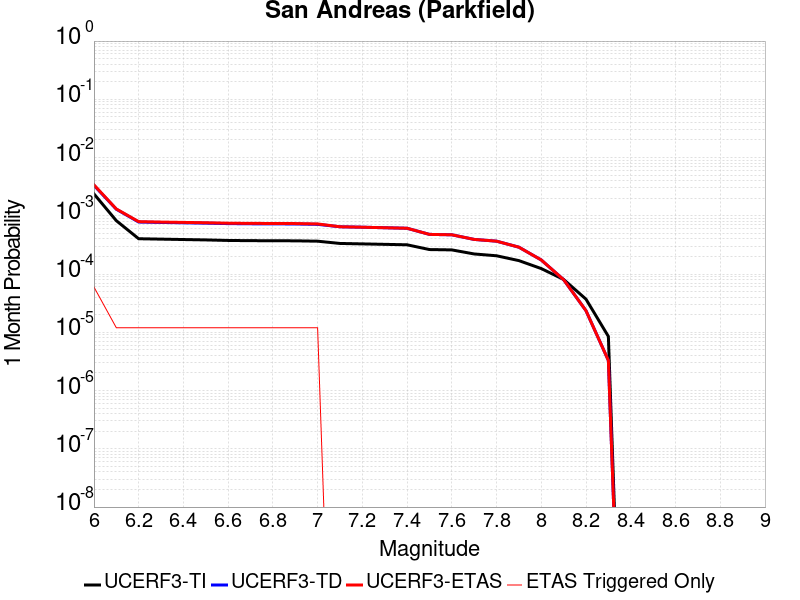 San Andreas (Parkfield)
10^0
10^-1
10^-2
10^-3
10^-4
10^-5
10^-6
10^-7
10^-8
1 Month Probability
6 6.2 6.4 6.6 6.8 7 7.2 7.4 7.6 7.8 8 8.2 8.4 8.6 8.8 9
Magnitude
UCERF3-TI UCERF3-TD UCERF3-ETAS ETAS Triggered Only